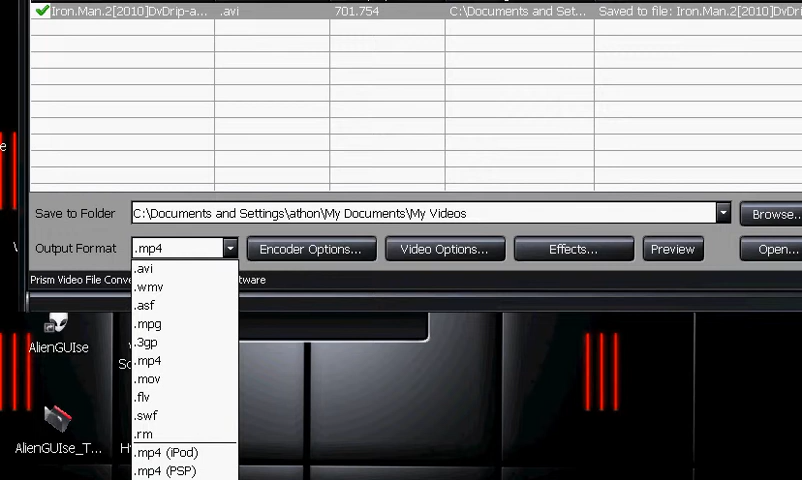 Iron.Man.2[2010]DvDrip-a... .avi 701.754 C:\Documents and Set... Saved to file: Iron.Man.2[2010]Dv
e
Save to Folder C:\Documents and Settings\athon\My Documents\My Videos Browse..
Output Format .mp4 Encoder Options... Video Options... Effects... Preview Open...
.avi
Prism Video File Conve tware
.wmv
.asf
.mpg
.3gp
AlienGUIse
.mp4
.mov
.flv
.swf
.rm
AlienGUIse_T...
.mp4 (iPod)
.mp4 (PSP)